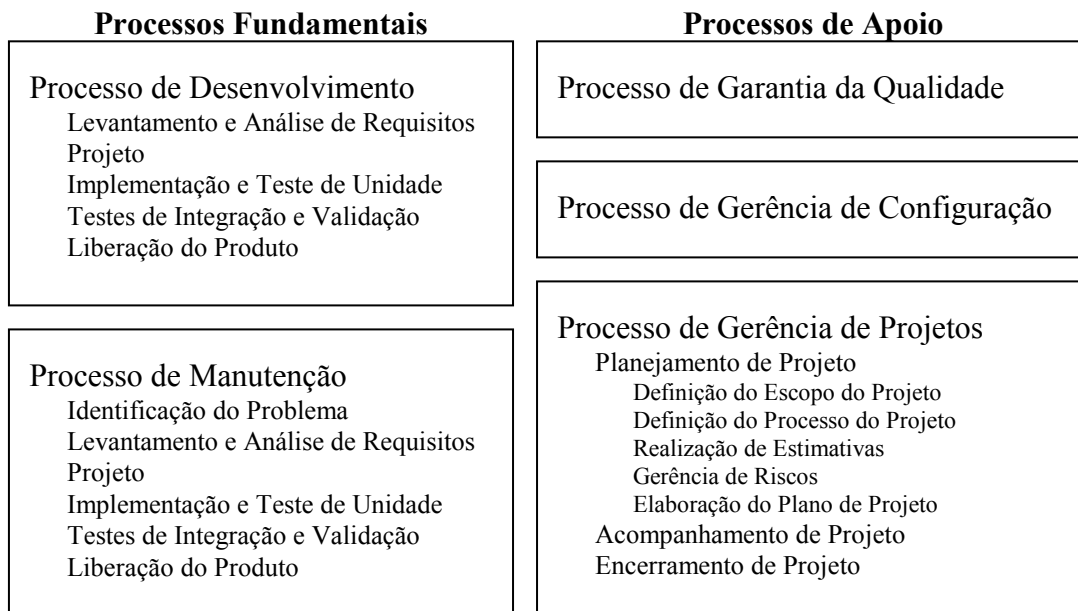 Processos Fundamentais
Processo de Desenvolvimento
Levantamento e Análise de Requisitos
Projeto
Implementação e Teste de Unidade
Testes de Integração e Validação
Liberação do Produto
Processo de Manutenção
Identificação do Problema
Levantamento e Análise de Requisitos
Projeto
Implementação e Teste de Unidade
Testes de Integração e Validação
Liberação do Produto
Processos de Apoio
Processo de Garantia da Qualidade
Processo de Gerência de Configuração
Processo de Gerência de Projetos
Planejamento de Projeto
Definição do Escopo do Projeto
Definição do Processo do Projeto
Realização de Estimativas
Gerência de Riscos
Elaboração do Plano de Projeto
Acompanhamento de Projeto
Encerramento de Projeto